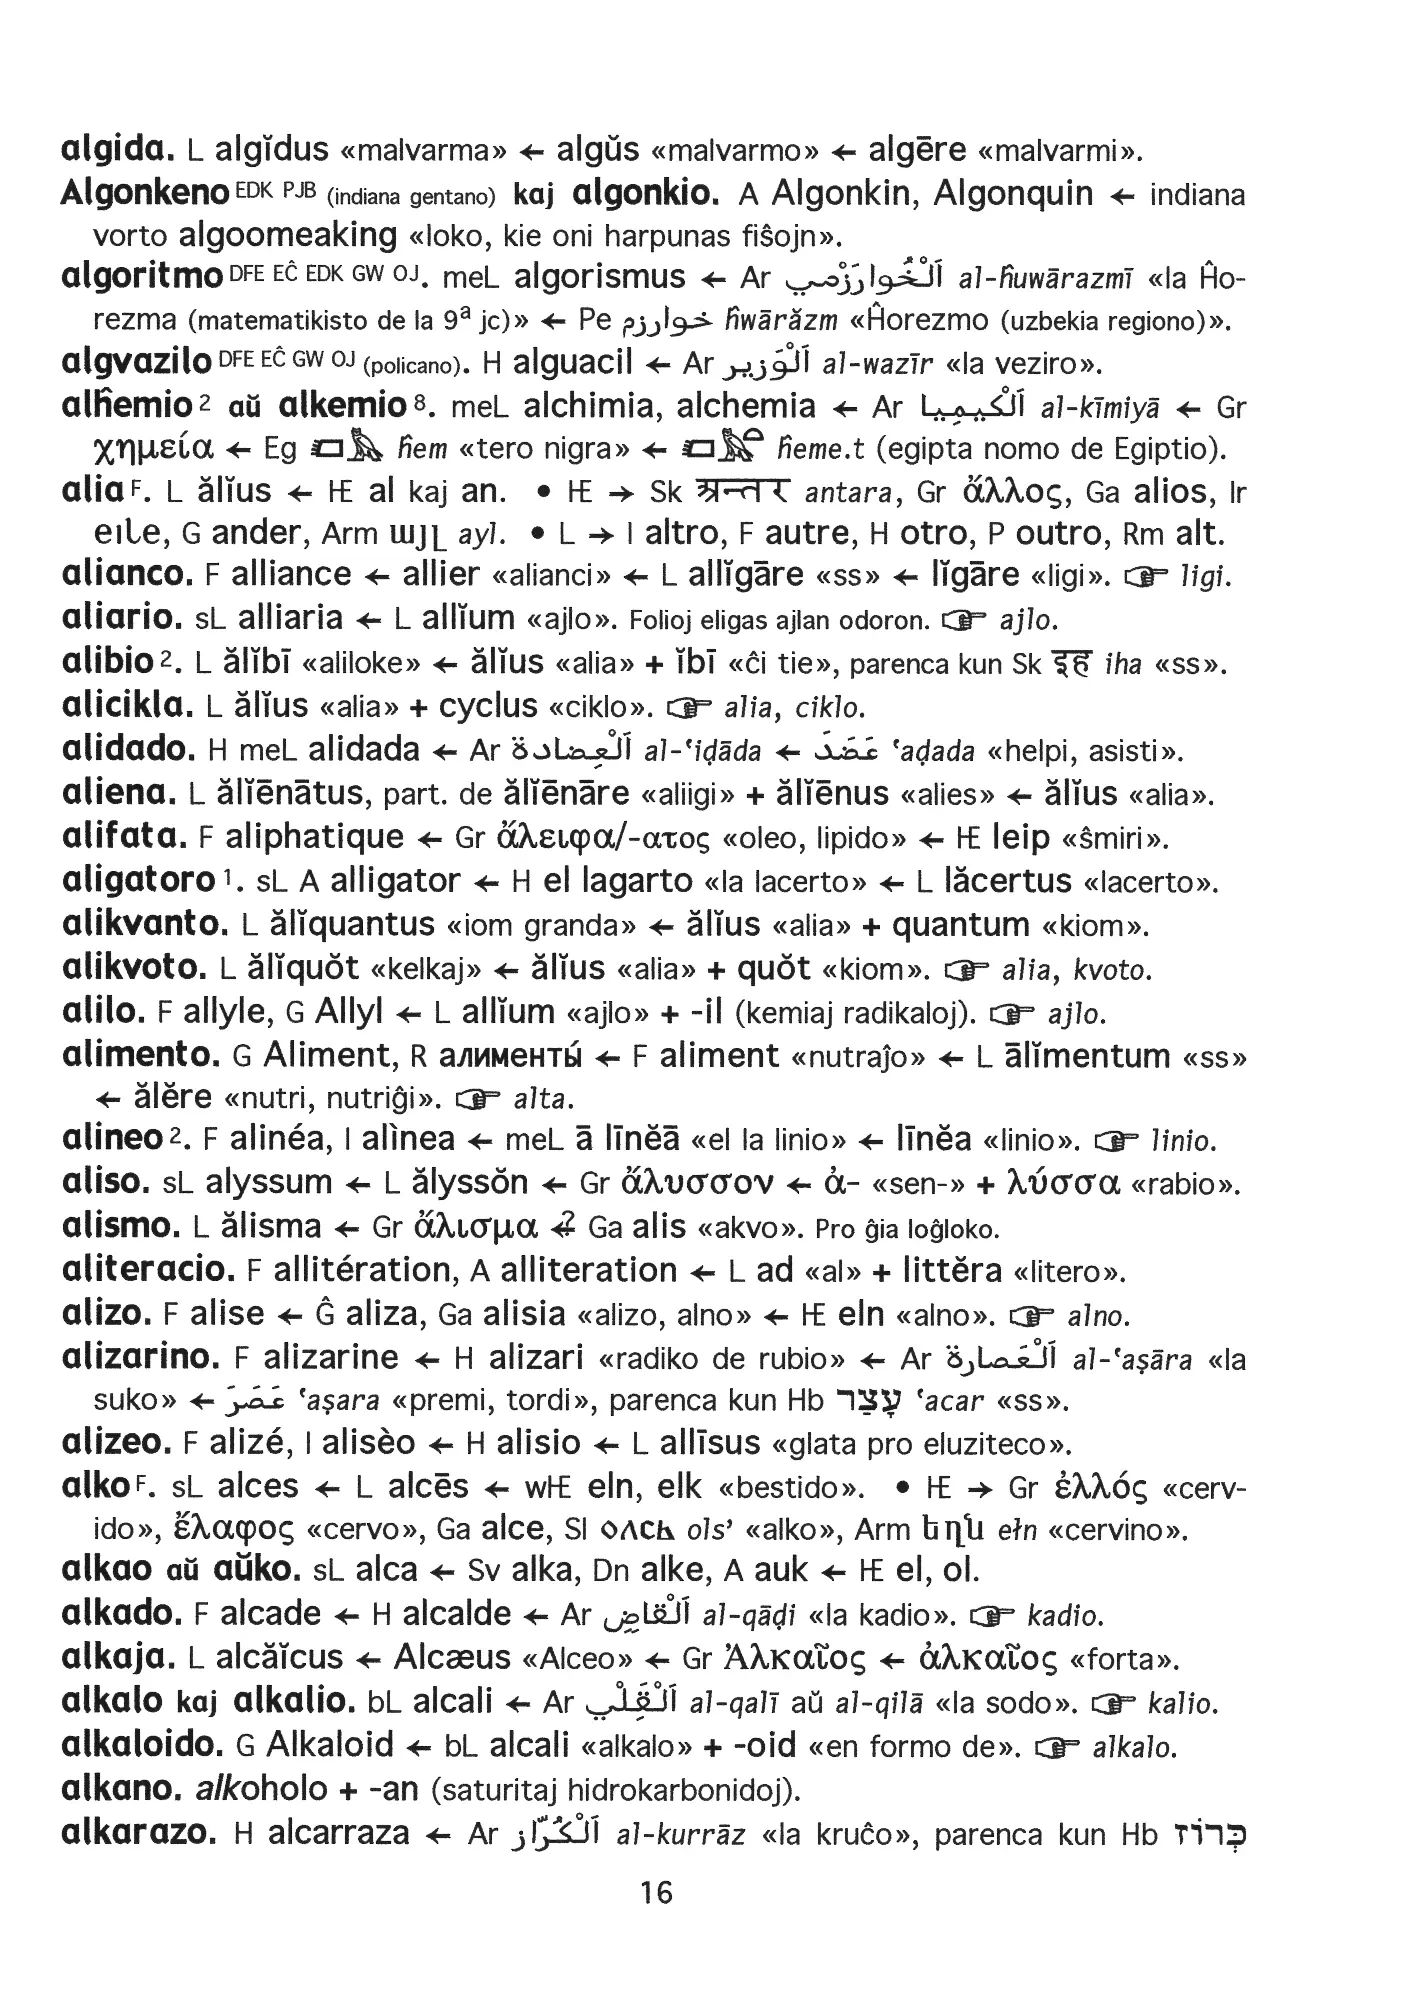 algida. L algĭdus «malvarma» ← algŭs «malvarmo» ← algēre «malvarmi».
Algonkeno EDK PJB (indiana gentano) kaj algonkio. A Algonkin, Algonquin ← indiana
vorto algoomeaking «loko, kie oni harpunas fiŝojn».
algoritmo DFE EĈ EDK GW OJ. meL algorismus ← Ar اَلْخُوارَزْمي al-ĥuwārazmī «la Ĥo-
rezma (matematikisto de la 9ª jc)» ← Pe خوارزم ĥwārăzm «Ĥorezmo (uzbekia regiono)».
algvazilo DFE EĈ GW OJ (policano). H alguacil ← Ar اَلْوَزير al-wazīr «la veziro».
alĥemio 2 aŭ alkemio 8. meL alchimia, alchemia ← Ar اَلْكيمِيا al-kīmiyā ← Gr
χημεία ← Eg ĥem «tero nigra» ← ĥeme.t (egipta nomo de Egiptio).
alia F. L ălĭus ← IE al kaj an. • IE → Sk अन्तर antara, Gr ἄλλος, Ga alios, Ir
eıle, G ander, Arm այլ ayl. • L → I altro, F autre, H otro, P outro, Rm alt.
alianco. F alliance ← allier «alianci» ← L allĭgāre «ss» ← lĭgāre «ligi». ☞ ligi.
aliario. sL alliaria ← L allĭum «ajlo». Folioj eligas ajlan odoron. ☞ ajlo.
alibio 2. L ălĭbī «aliloke» ← ălĭus «alia» + ĭbī «ĉi tie», parenca kun Sk इह iha «ss».
alicikla. L ălĭus «alia» + cyclus «ciklo». ☞ alia, ciklo.
alidado. H meL alidada ← Ar اَلْعِضادة al-ʿiḍāda ← عَضَدَ ʿaḍada «helpi, asisti».
aliena. L ălĭēnātus, part. de ălĭēnāre «aliigi» + ălĭēnus «alies» ← ălĭus «alia».
alifata. F aliphatique ← Gr ἄλειφα/-ατος «oleo, lipido» ← IE leip «ŝmiri».
aligatoro 1. sL A alligator ← H el lagarto «la lacerto» ← L lăcertus «lacerto».
alikvanto. L ălĭquantus «iom granda» ← ălĭus «alia» + quantum «kiom».
alikvoto. L ălĭquŏt «kelkaj» ← ălĭus «alia» + quŏt «kiom». ☞ alia, kvoto.
alilo. F allyle, G Allyl ← L allĭum «ajlo» + -il (kemiaj radikaloj). ☞ ajlo.
alimento. G Aliment, R алименты́ ← F aliment «nutraĵo» ← L ālĭmentum «ss»
← ălĕre «nutri, nutriĝi». ☞ alta.
alineo 2. F alinéa, I alìnea ← meL ā līnĕā «el la linio» ← līnĕa «linio». ☞ linio.
aliso. sL alyssum ← L ălyssŏn ← Gr ἄλυσσον ← ἀ- «sen-» + λύσσα «rabio».
alismo. L ălisma ← Gr ἄλισμα ←? Ga alis «akvo». Pro ĝia loĝloko.
aliteracio. F allitération, A alliteration ← L ad «al» + littĕra «litero».
alizo. F alise ← Ĝ aliza, Ga alisia «alizo, alno» ← IE eln «alno». ☞ alno.
alizarino. F alizarine ← H alizari «radiko de rubio» ← Ar اَلْعَصارة al-ʿaṣāra «la
suko» ← عَصَرَ ʿaṣara «premi, tordi», parenca kun Hb עָצַר ʿacar «ss».
alizeo. F alizé, I alisèo ← H alisio ← L allīsus «glata pro eluziteco».
alko F. sL alces ← L alcēs ← wIE eln, elk «bestido». • IE → Gr ἐλλός «cerv-
ido», ἔλαφος «cervo», Ga alce, Sl олсь ols’ «alko», Arm եղն ełn «cervino».
alkao aŭ aŭko. sL alca ← Sv alka, Dn alke, A auk ← IE el, ol.
alkado. F alcade ← H alcalde ← Ar اَلْقاضٍ al-qāḍi «la kadio». ☞ kadio.
alkaja. L alcăĭcus ← Alcæus «Alceo» ← Gr Ἀλκαῖος ← ἀλκαῖος «forta».
alkalo kaj alkalio. bL alcali ← Ar اَلْقَِلْي al-qalī aŭ al-qilā «la sodo». ☞ kalio.
alkaloido. G Alkaloid ← bL alcali «alkalo» + -oid «en formo de». ☞ alkalo.
alkano. alkoholo + -an (saturitaj hidrokarbonidoj).
alkarazo. H alcarraza ← Ar اَلْكُرّاز al-kurrāz «la kruĉo», parenca kun Hb כְּרוֹז
16